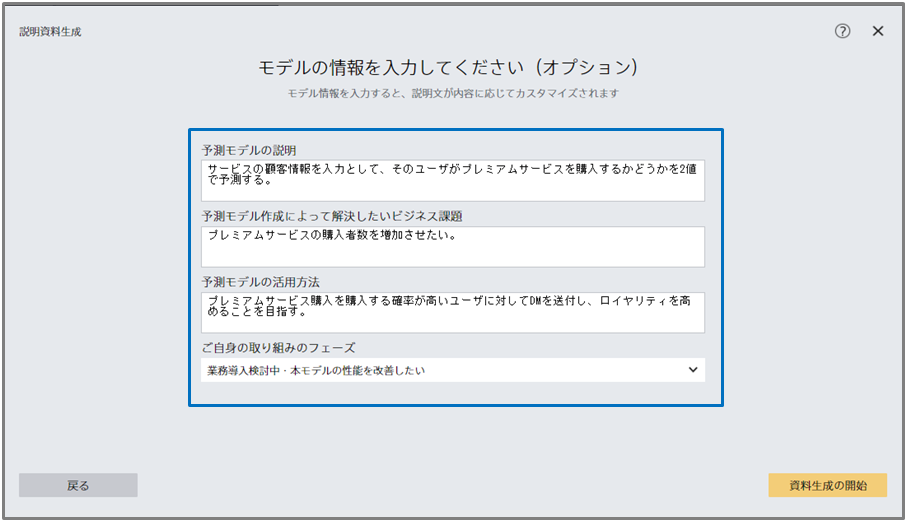 説明資料生成
モデルの情報を入力してください（オプション）
モデル情報を入力すると、説明文が内容に応じてカスタマイズされます
予測モデルの説明
サービスの顧客情報を入力として、そのユーザがプレミアムサービスを購入するかどうかを2値
で予測する。
予測モデル作成によって解決したいビジネス課題
プレミアムサービスの購入者数を増加させたい。
予測モデルの活用方法
プレミアムサービス購入を購入する確率が高いユーザに対してDMを送付し、ロイヤリティを高
めることを目指す。
ご自身の取り組みのフェーズ
業務導入検討中・本モデルの性能を改善したい
戻る
資料生成の開始